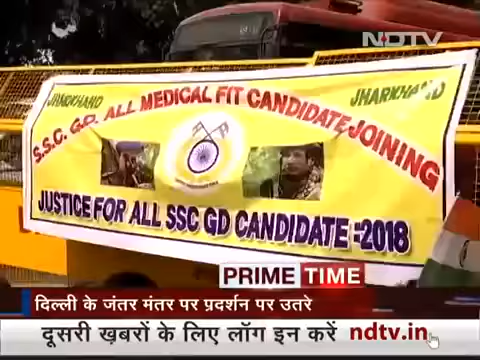 NDTV
JHARKHAND
JHARKHAND
S.S.C. G.D. ALL MEDICAL FIT CANDIDATE JOINING
JUSTICE FOR ALL SSC GD CANDIDATE =2018
PRIME TIME
दिल्ली के जंतर मंतर पर प्रदर्शन पर उतरे
दूसरी ख़बरों के लिए लॉग इन करें ndtv.in